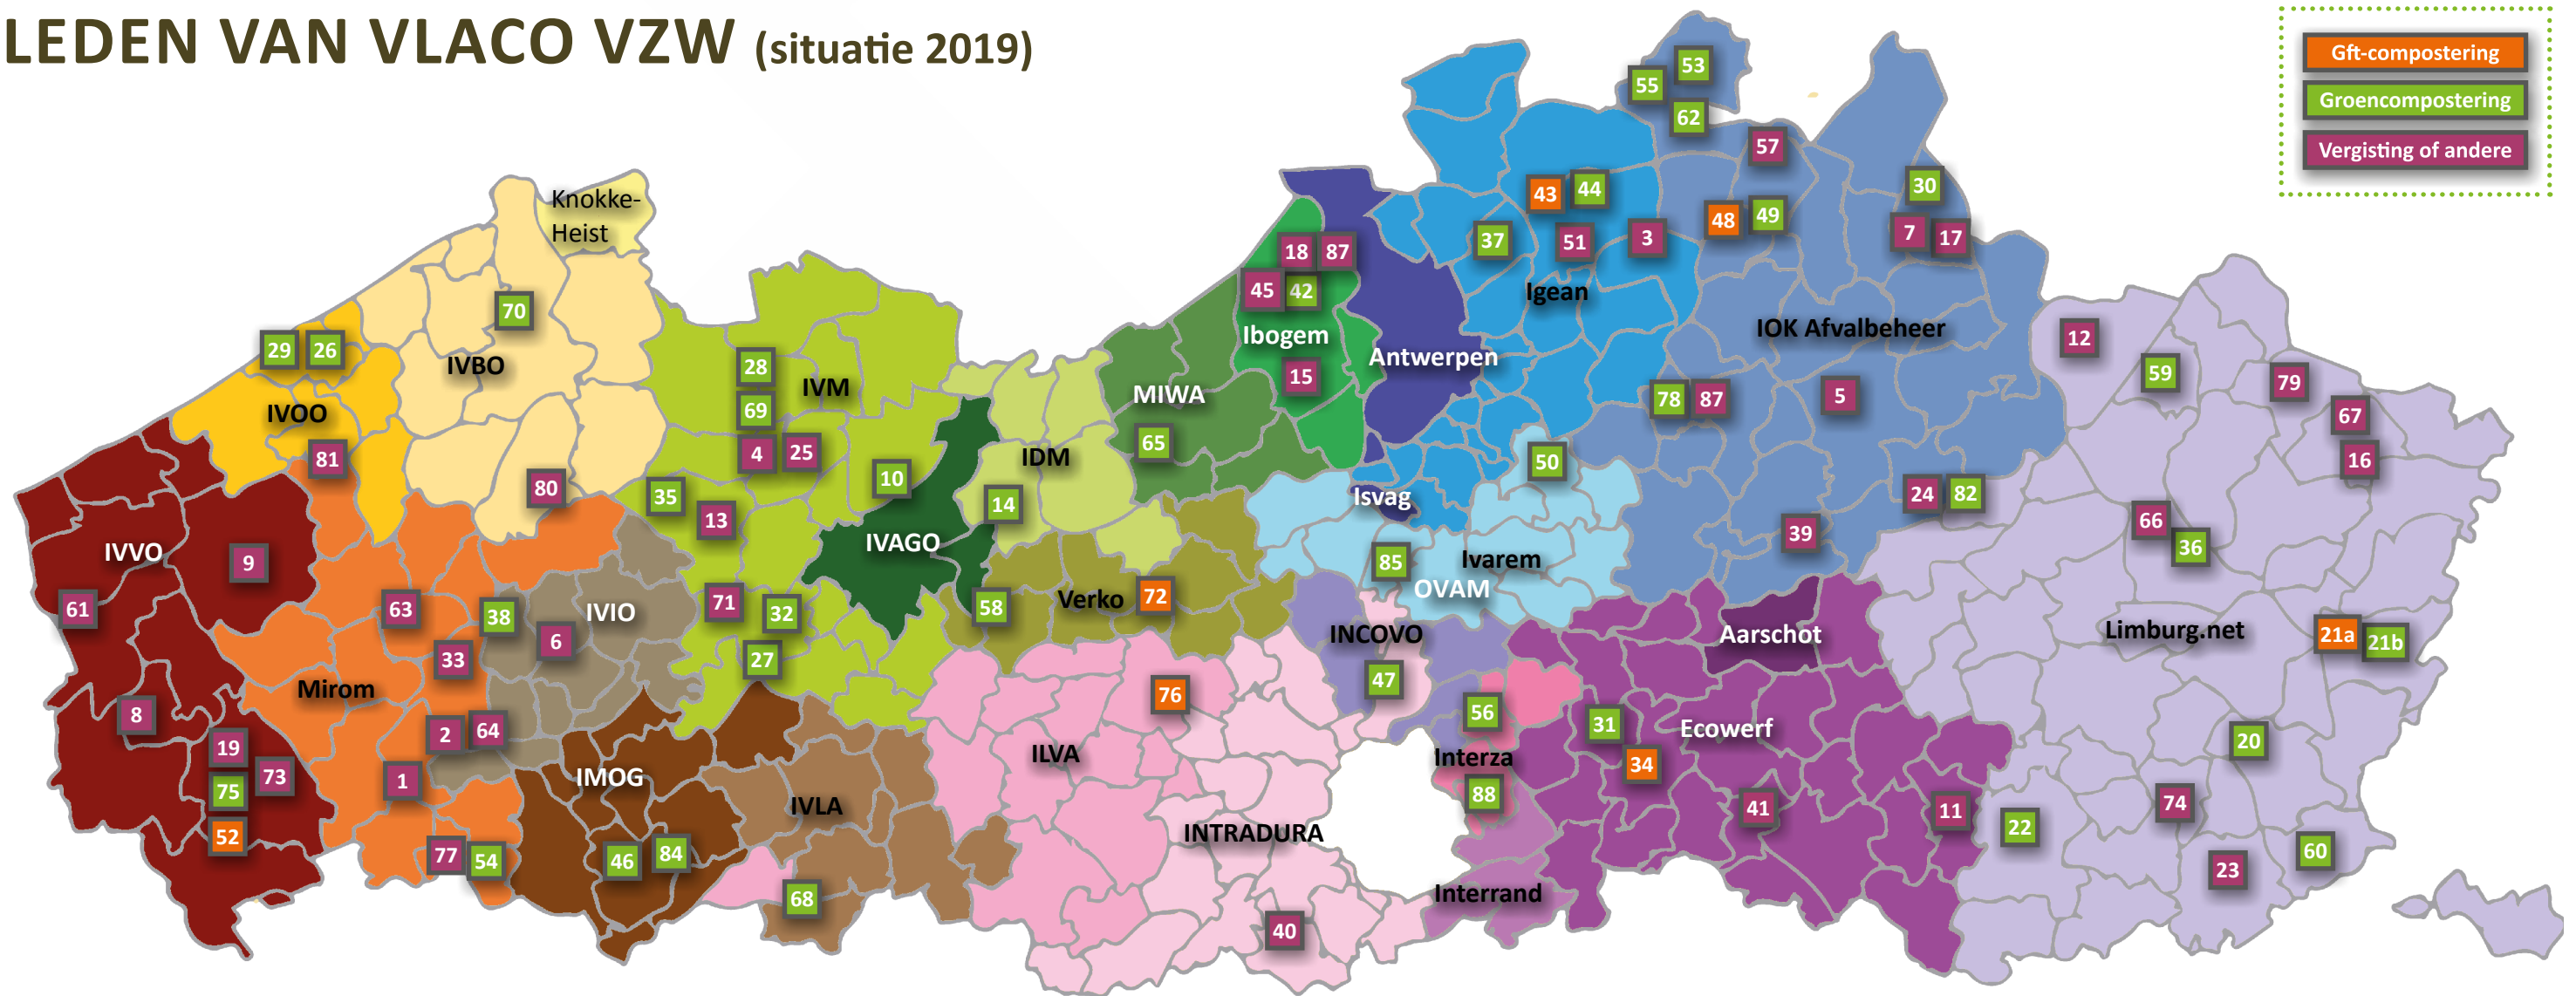 LEDEN VAN VLACO VZW (situatie 2019)
Gft-compostering
Groencompostering
Vergisting of andere
Knokke-
Heist
53
55
62
57
30
43
44
48
49
7
17
37
51
3
18
87
45
42
Igean
70
IOK Afvalbeheer
Ibogem
12
29
26
IVBO
28
IVM
Antwerpen
15
MIWA
59
79
69
78
87
5
67
IVOO
65
81
4
25
IDM
50
16
10
80
35
13
14
Isvag
24
82
66
36
39
IVVO
9
IVAGO
85
Ivarem
OVAM
61
63
38
IVIO
71
32
58
Verko
72
6
INCOVO
Aarschot
Limburg.net
21a
21b
33
27
Mirom
76
47
8
2
64
56
31
Ecowerf
20
19
73
1
IMOG
ILVA
Interza
34
75
IVLA
88
41
11
74
52
INTRADURA
22
77
54
46
84
60
23
68
Interrand
40